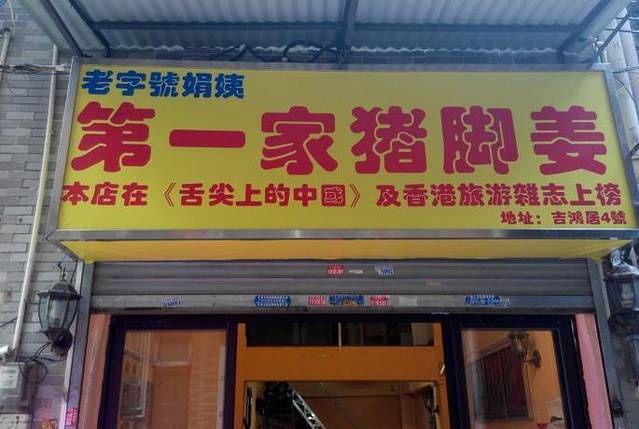 老字號娟姨
第一家猪脚姜
本店在《舌尖上的中國》及香港旅游雜志上榜
地址：吉鴻居4號